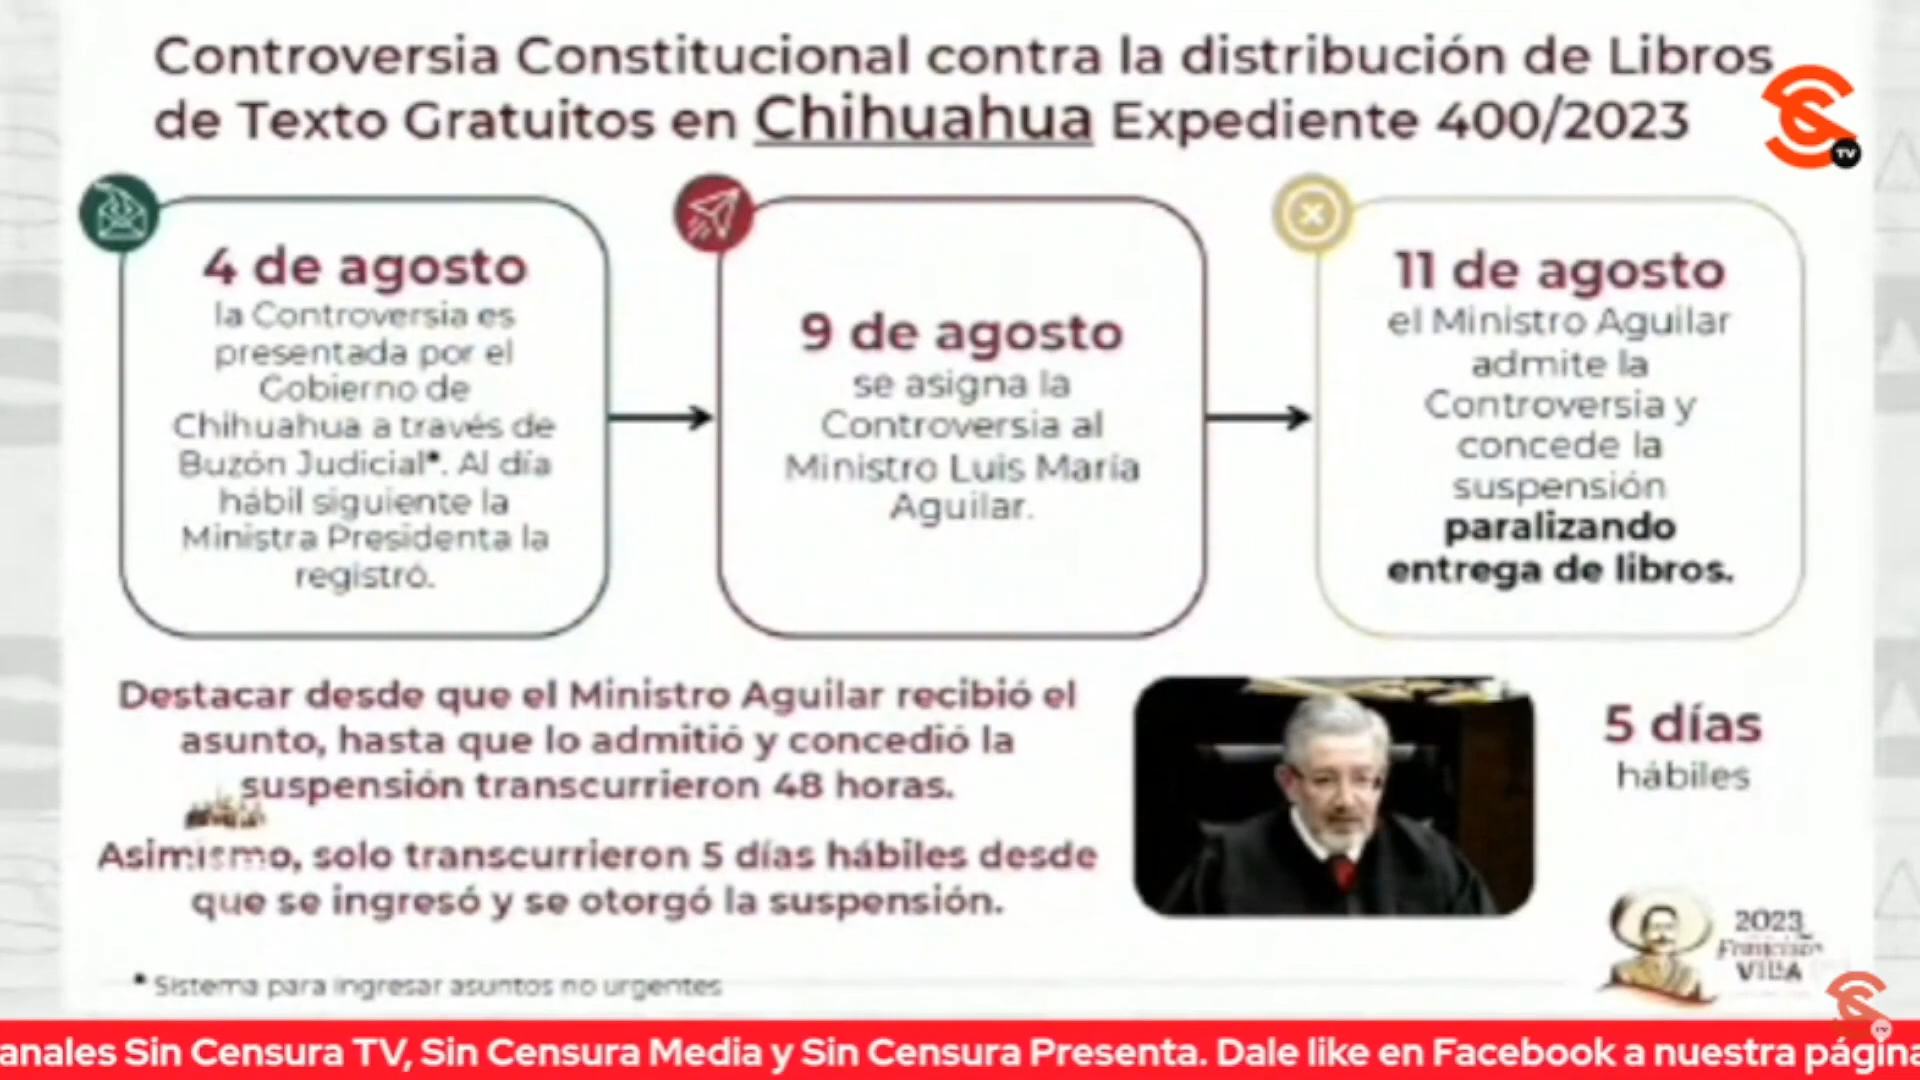 Controversia Constitucional contra la distribución de Libros
de Texto Gratuitos en Chihuahua Expediente 400/2023
TV
4 de agosto
la Controversia es
presentada por el
Gobierno de
Chihuahua a través de
Buzón Judicial*. Al día
hábil siguiente la
Ministra Presidenta la
registró.
9 de agosto
se asigna la
Controversia al
Ministro Luis María
Aguilar.
11 de agosto
el Ministro Aguilar
admite la
Controversia y
concede la
suspensión
paralizando
entrega de libros.
Destacar desde que el Ministro Aguilar recibió el
asunto, hasta que lo admitió y concedió la
suspensión transcurrieron 48 horas.
Asimismo, solo transcurrieron 5 días hábiles desde
que se ingresó y se otorgó la suspensión.
5 días
hábiles
* Sistema para ingresar asuntos no urgentes
2023
Francisco
VILLA
TV
anales Sin Censura TV, Sin Censura Media y Sin Censura Presenta. Dale like en Facebook a nuestra página